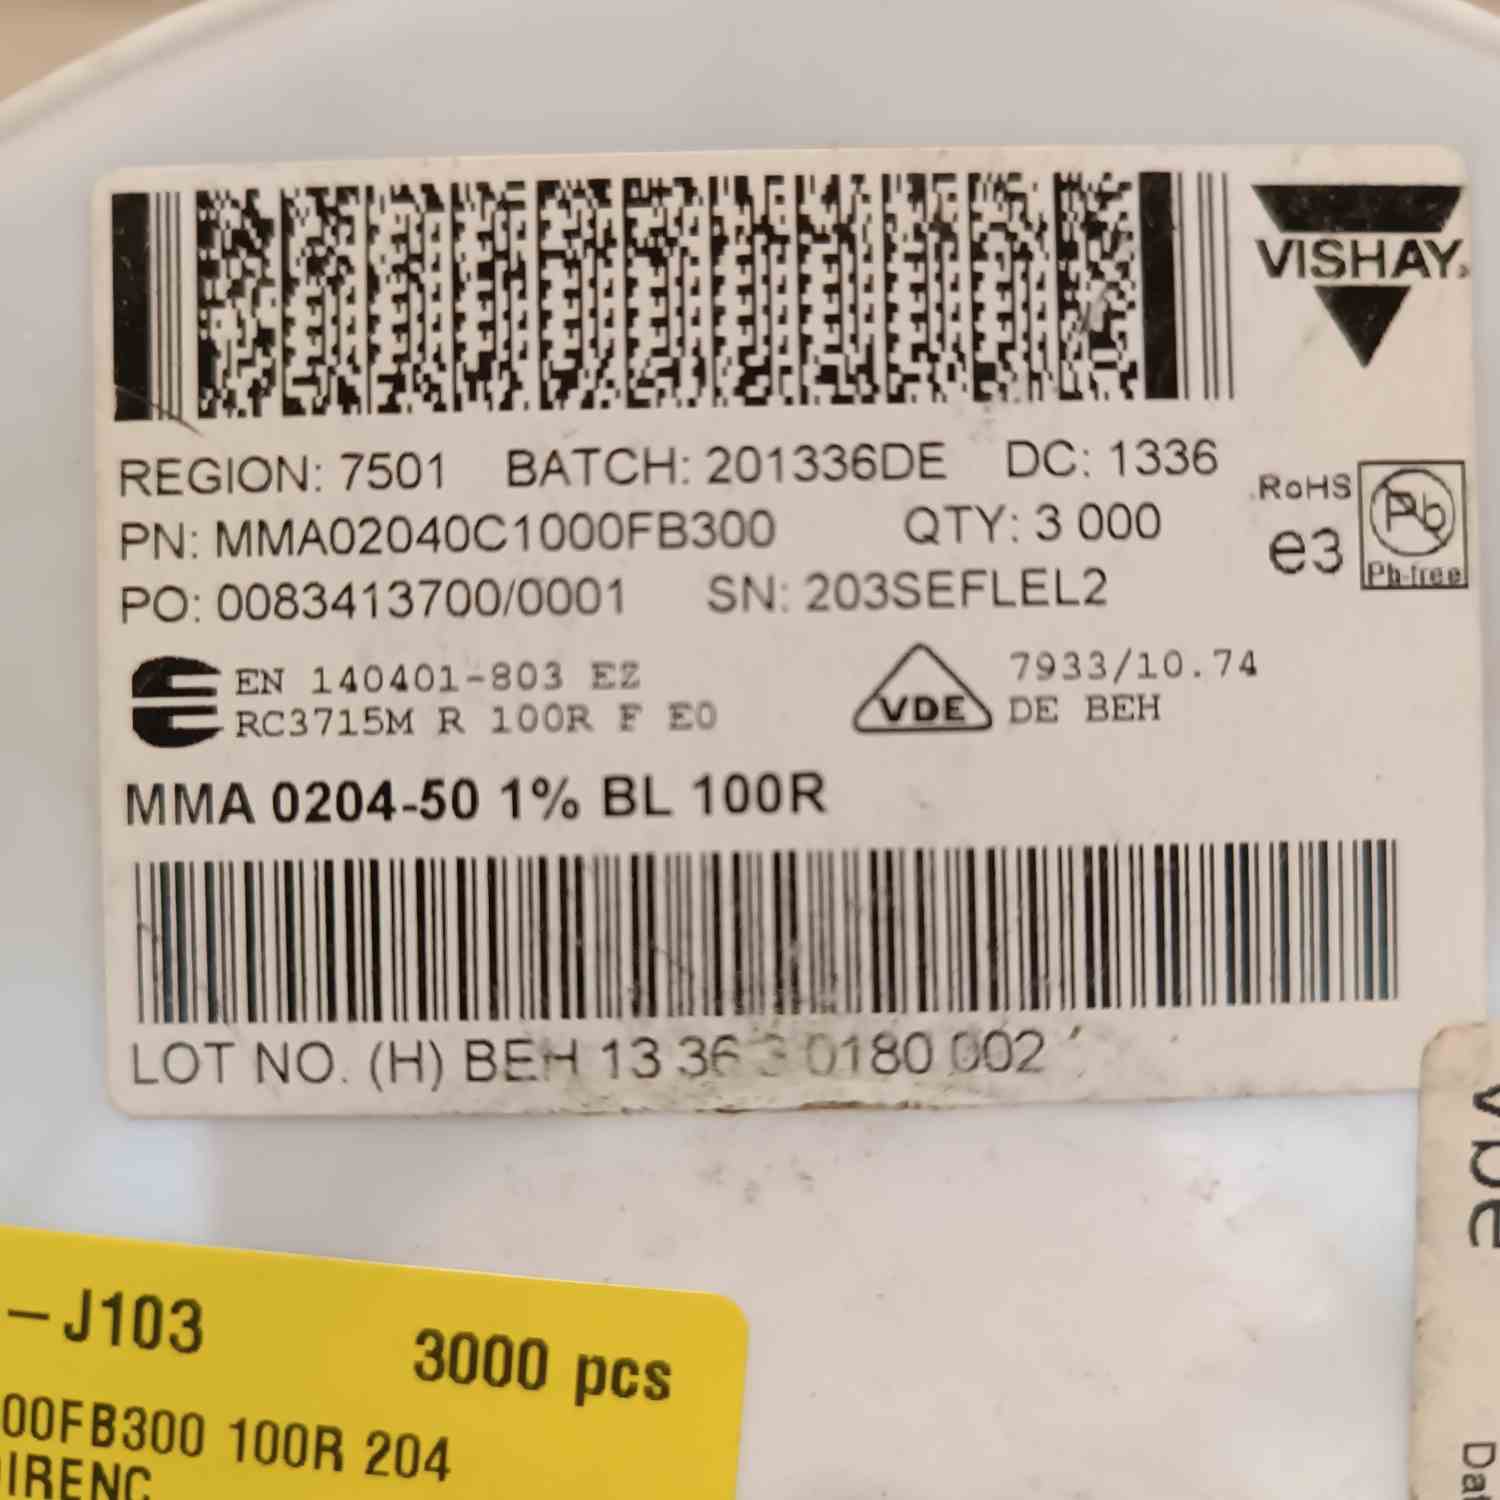 VISHAY
REGION: 7501 BATCH: 201336DE DC: 1336
PN: MMA02040C1000FB300 QTY: 3 000
PO: 0083413700/0001 SN: 203SEFLEL2
RoHS
e3
Pb
Pb-free
EN 140401-803 EZ
RC3715M R 100R F E0
VDE
7933/10.74
DE BEH
MMA 0204-50 1% BL 100R
LOT NO. (H) BEH 13 36 3 0180 002
-J103 3000 pcs
00FB300 100R 204
DIRENC